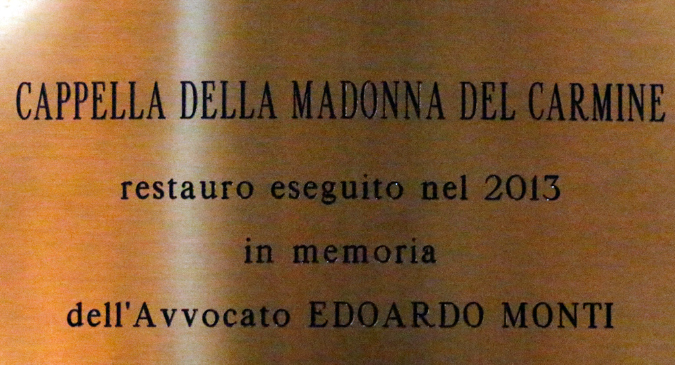 CAPPELLA DELLA MADONNA DEL CARMINE
restauro eseguito nel 2013
in memoria
dell'Avvocato EDOARDO MONTI